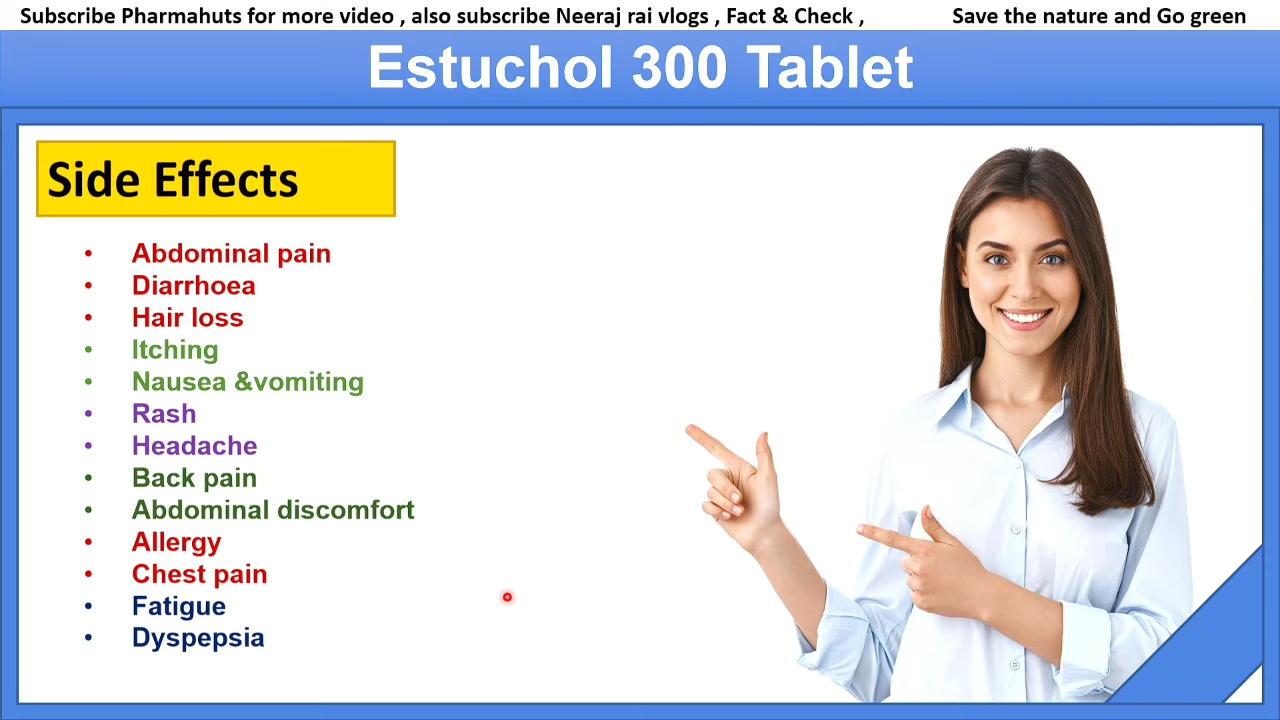 Subscribe Pharmahuts for more video , also subscribe Neeraj rai vlogs , Fact & Check , Save the nature and Go green
Estuchol 300 Tablet
Side Effects
• Abdominal pain
• Diarrhoea
• Hair loss
• Itching
• Nausea &vomiting
• Rash
• Headache
• Back pain
• Abdominal discomfort
• Allergy
• Chest pain
• Fatigue
• Dyspepsia